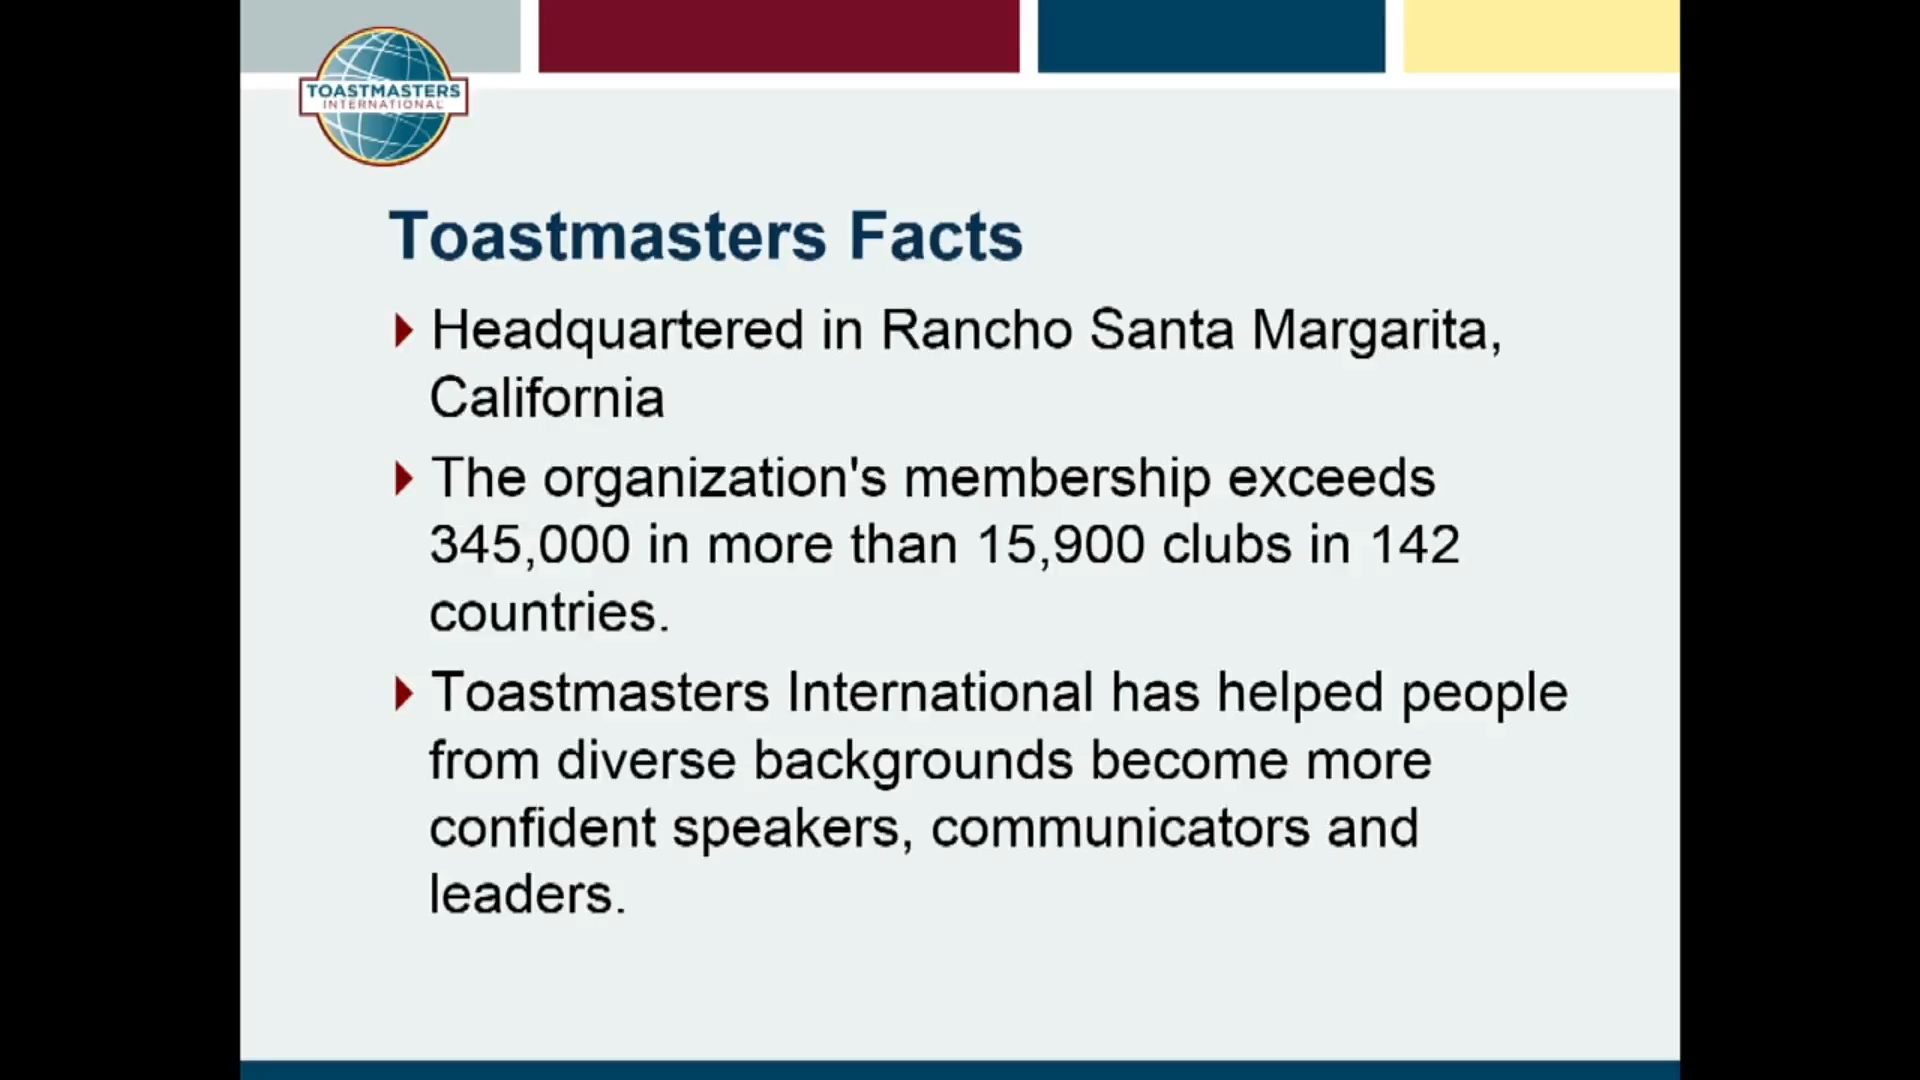 TOASTMASTERS
INTERNATIONAL
Toastmasters Facts
Headquartered in Rancho Santa Margarita,
California
The organization's membership exceeds
345,000 in more than 15,900 clubs in 142
countries.
Toastmasters International has helped people
from diverse backgrounds become more
confident speakers, communicators and
leaders.